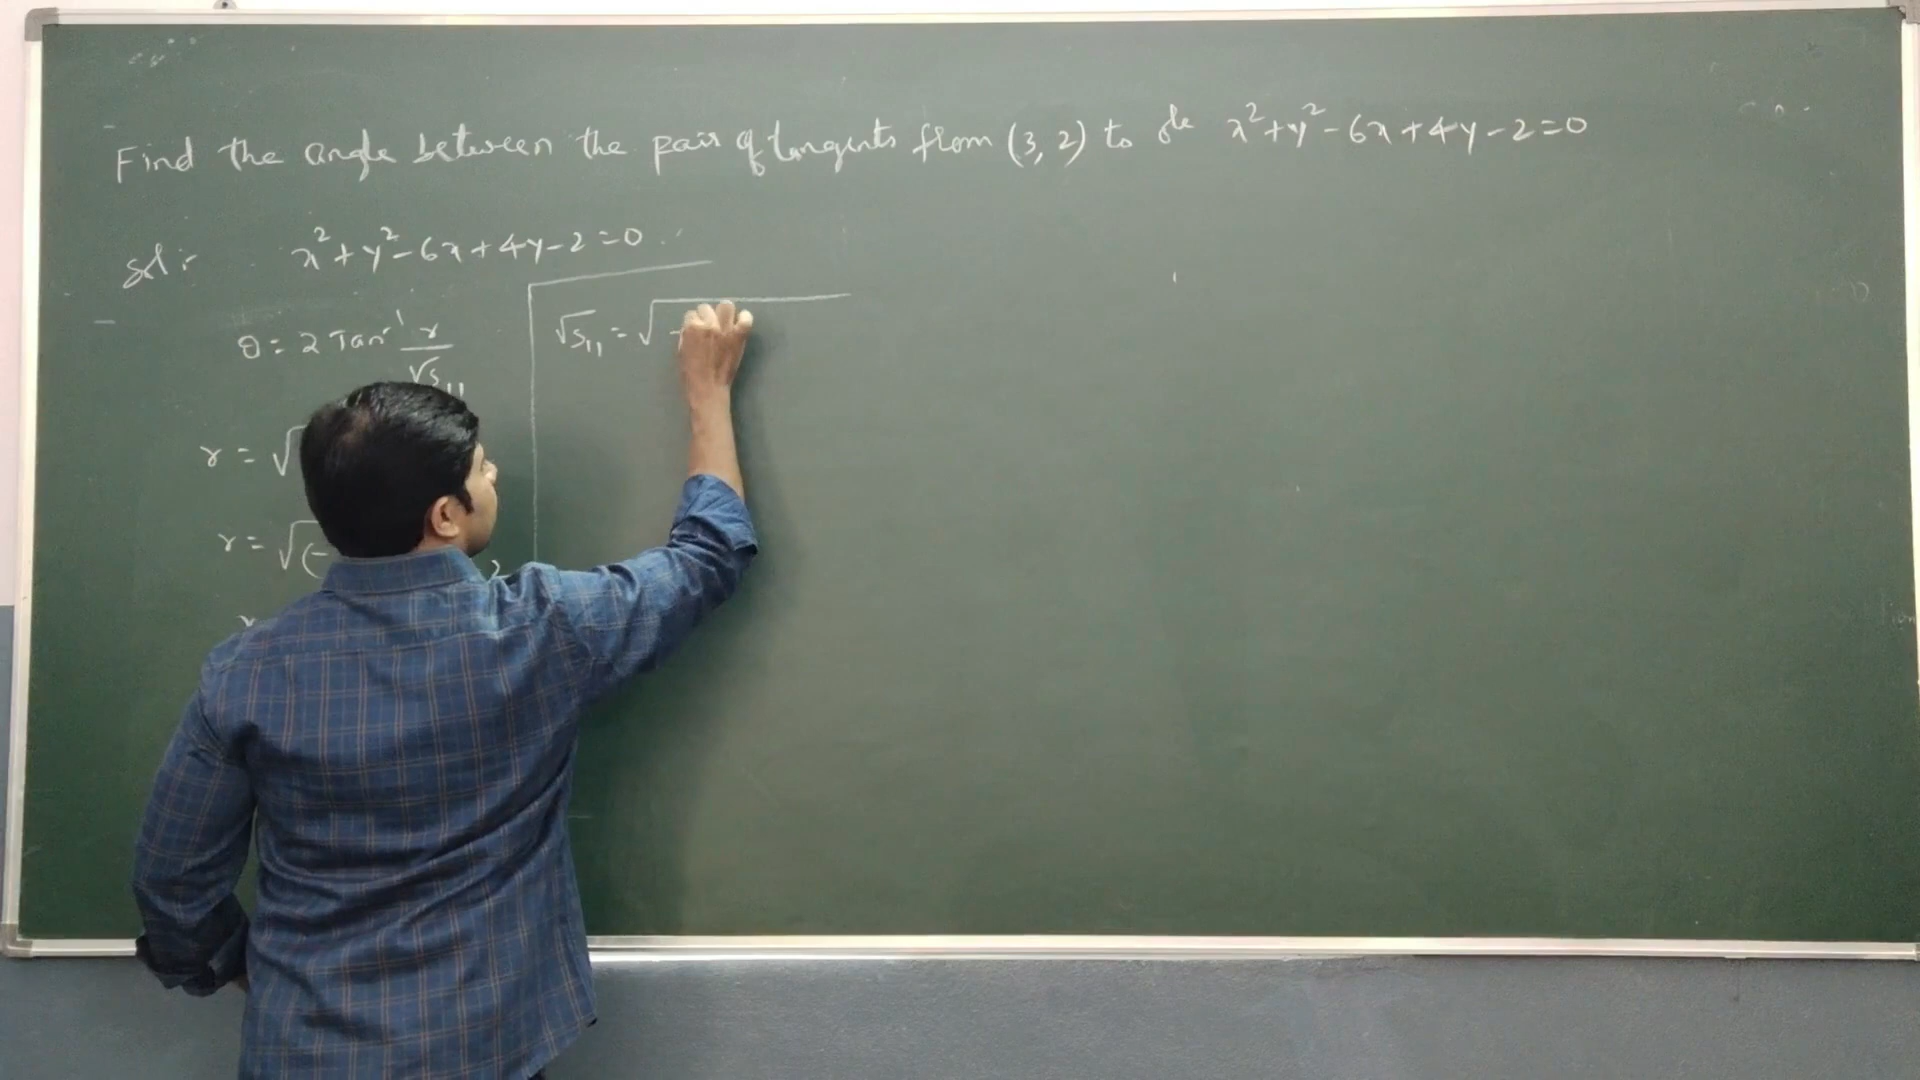 Find the angle between the pair of tangents from (3, 2) to x² + y² - 6x + 4y - 2 = 0
Sol :- x² + y² - 6x + 4y - 2 = 0
θ = 2 Tan⁻¹ r/√S₁₁
√S₁₁ = √
r = √
r = √(-